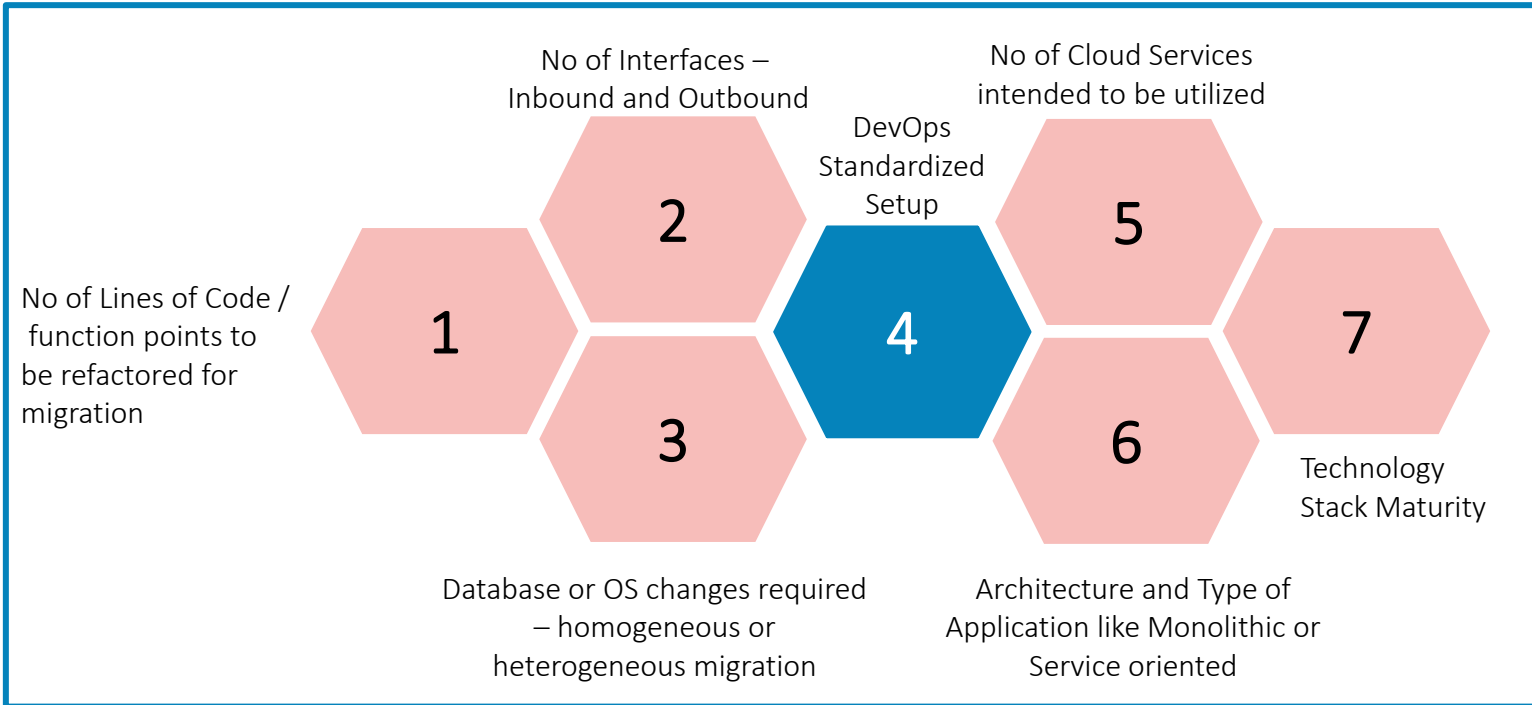 No of Lines of Code /
function points to
be refactored for
migration
1
No of Interfaces –
Inbound and Outbound
2
3
Database or OS changes required
– homogeneous or
heterogeneous migration
DevOps
Standardized
Setup
4
No of Cloud Services
intended to be utilized
5
6
Architecture and Type of
Application like Monolithic or
Service oriented
7
Technology
Stack Maturity